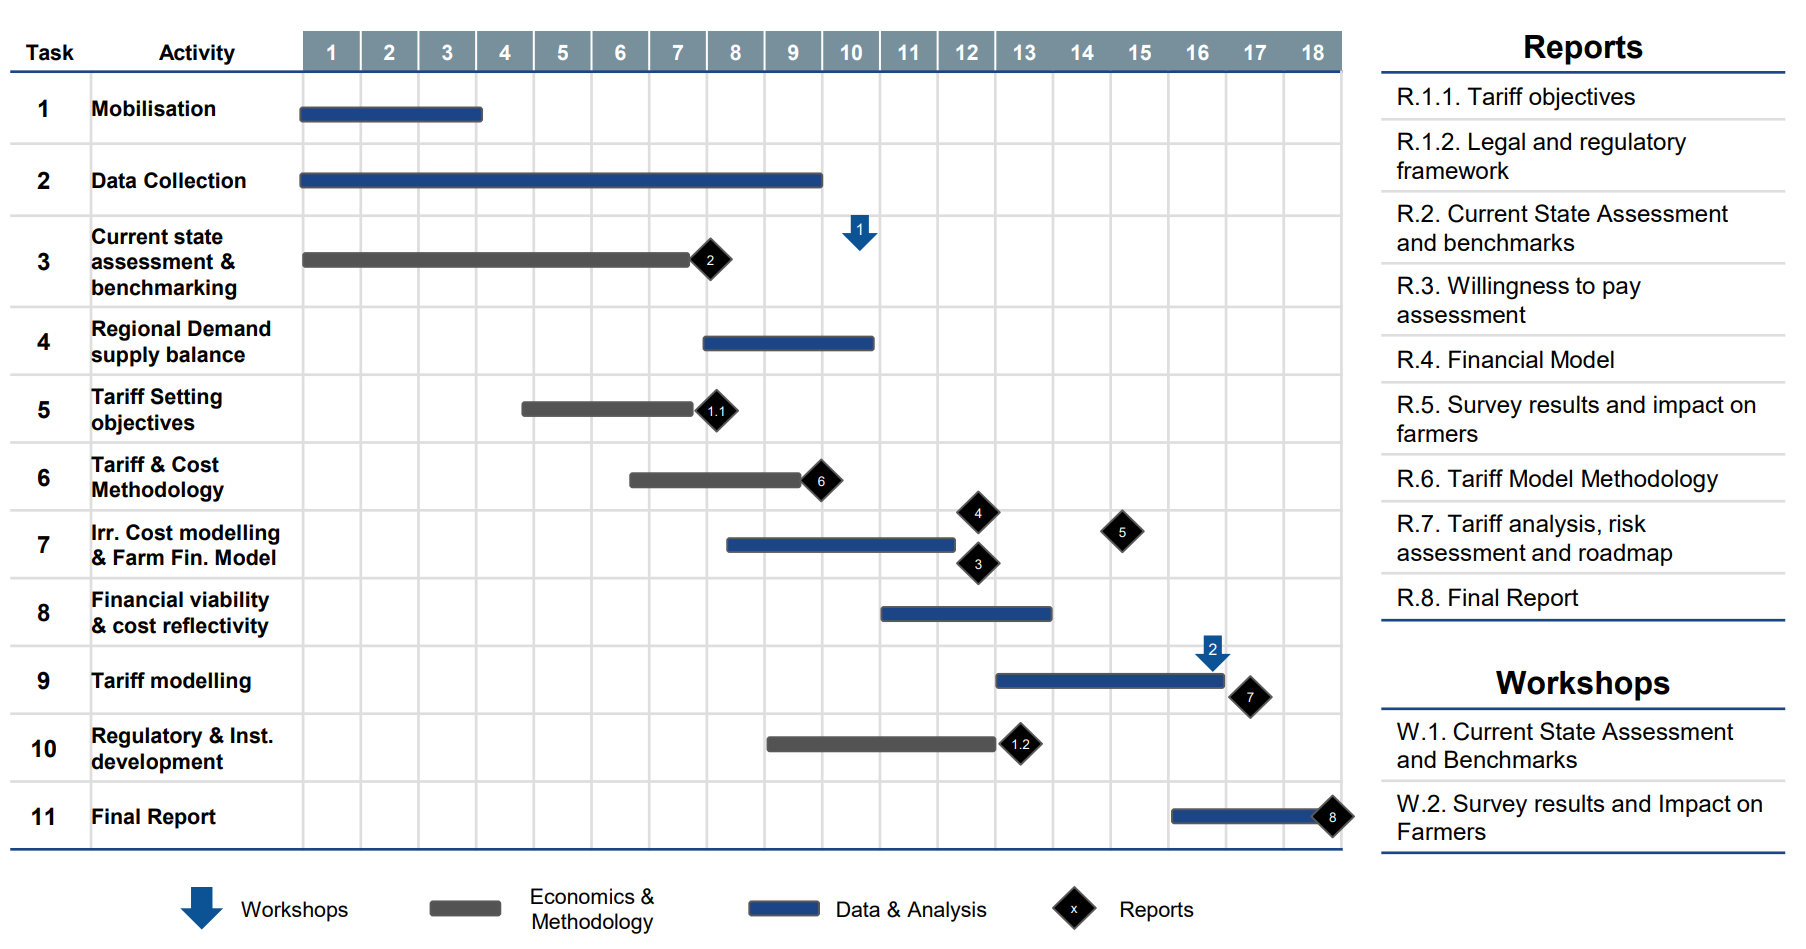 Task Activity 1 2 3 4 5 6 7 8 9 10 11 12 13 14 15 16 17 18
1 Mobilisation
2 Data Collection
1
Current state
3 assessment & 2
benchmarking
Regional Demand
4
supply balance
Tariff Setting
5 1.1
objectives
Tariff & Cost
6 6
Methodology
4
5
Irr. Cost modelling
7
& Farm Fin. Model
3
Financial viability
8
& cost reflectivity
2
9 Tariff modelling
7
Regulatory & Inst.
10 1.2
development
11 Final Report 8
Workshops
Economics &
Methodology
Data & Analysis
x Reports
Reports
R.1.1. Tariff objectives
R.1.2. Legal and regulatory
framework
R.2. Current State Assessment
and benchmarks
R.3. Willingness to pay
assessment
R.4. Financial Model
R.5. Survey results and impact on
farmers
R.6. Tariff Model Methodology
R.7. Tariff analysis, risk
assessment and roadmap
R.8. Final Report
Workshops
W.1. Current State Assessment
and Benchmarks
W.2. Survey results and Impact on
Farmers